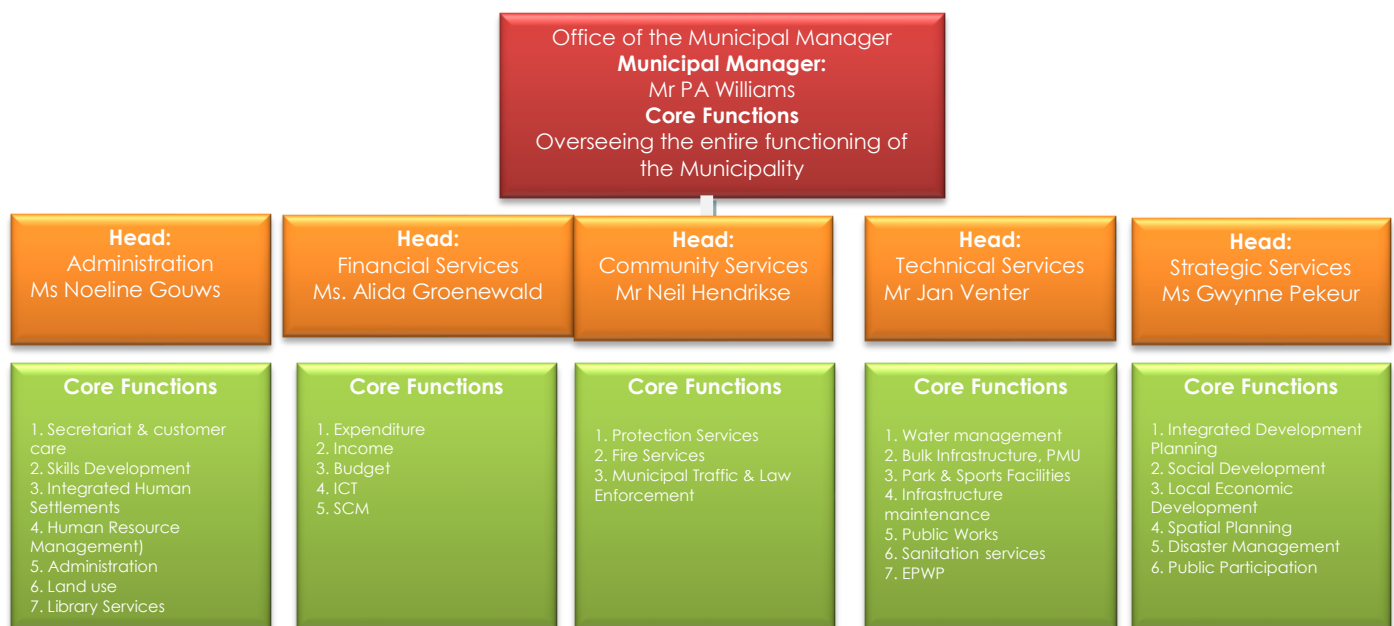 Office of the Municipal Manager
Municipal Manager:
Mr PA Williams
Core Functions
Overseeing the entire functioning of
the Municipality
Head:
Administration
Ms Noeline Gouws
Head:
Financial Services
Ms. Alida Groenewald
Head:
Community Services
Mr Neil Hendrikse
Head:
Technical Services
Mr Jan Venter
Head:
Strategic Services
Ms Gwynne Pekeur
Core Functions
1. Secretariat & customer
care
2. Skills Development
3. Integrated Human
Settlements
4. Human Resource
Management)
5. Administration
6. Land use
7. Library Services
Core Functions
1. Expenditure
2. Income
3. Budget
4. ICT
5. SCM
Core Functions
1. Protection Services
2. Fire Services
3. Municipal Traffic & Law
Enforcement
Core Functions
1. Water management
2. Bulk Infrastructure, PMU
3. Park & Sports Facilities
4. Infrastructure
maintenance
5. Public Works
6. Sanitation services
7. EPWP
Core Functions
1. Integrated Development
Planning
2. Social Development
3. Local Economic
Development
4. Spatial Planning
5. Disaster Management
6. Public Participation